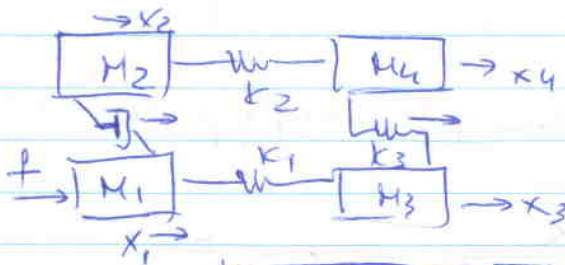 → x2
M2
K2
M4
→ x4
K3
f
M1
K1
M3
→ x3
x1 →